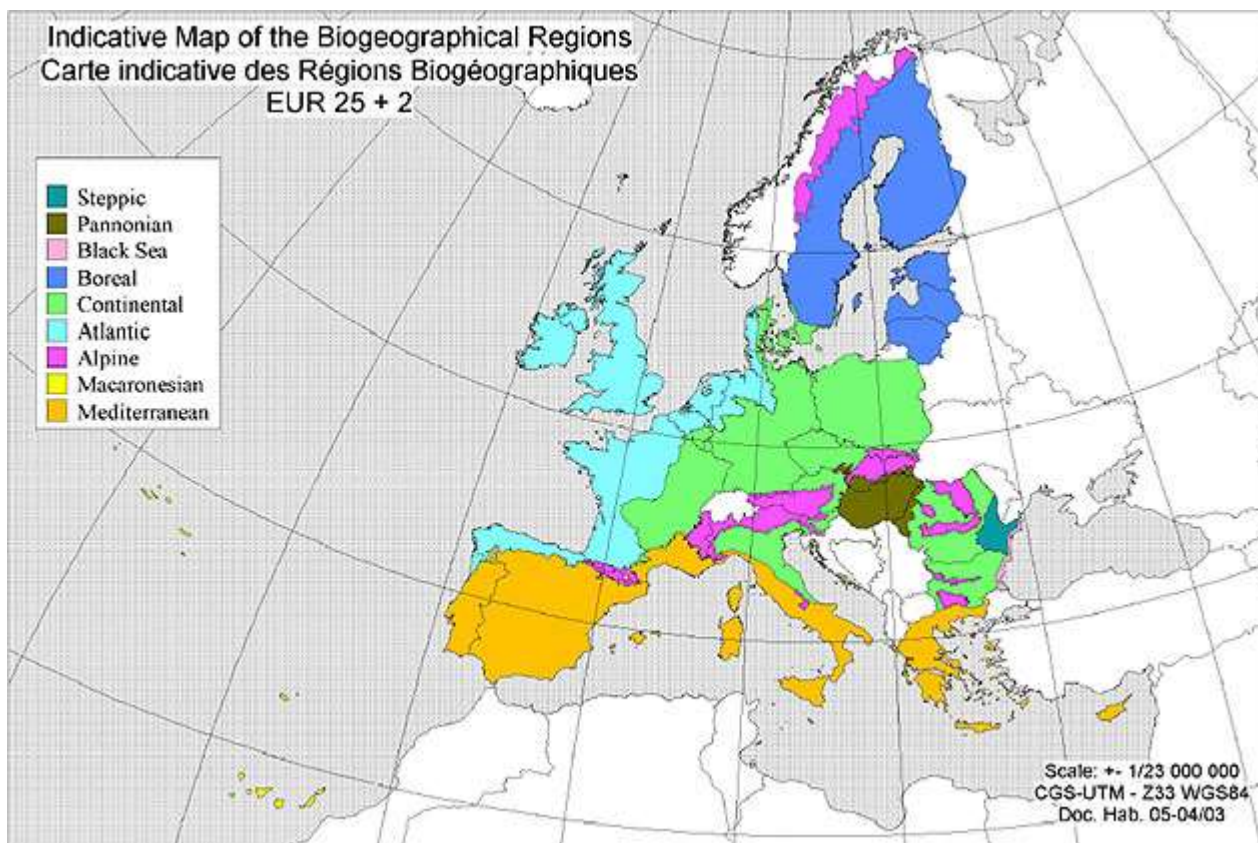 Indicative Map of the Biogeographical Regions
Carte indicative des Régions Biogéographiques
EUR 25 + 2
Steppic
Pannonian
Black Sea
Boreal
Continental
Atlantic
Alpine
Macaronesian
Mediterranean
Scale: +- 1/23 000 000
CGS-UTM - Z33 WGS84
Doc. Hab. 05-04/03